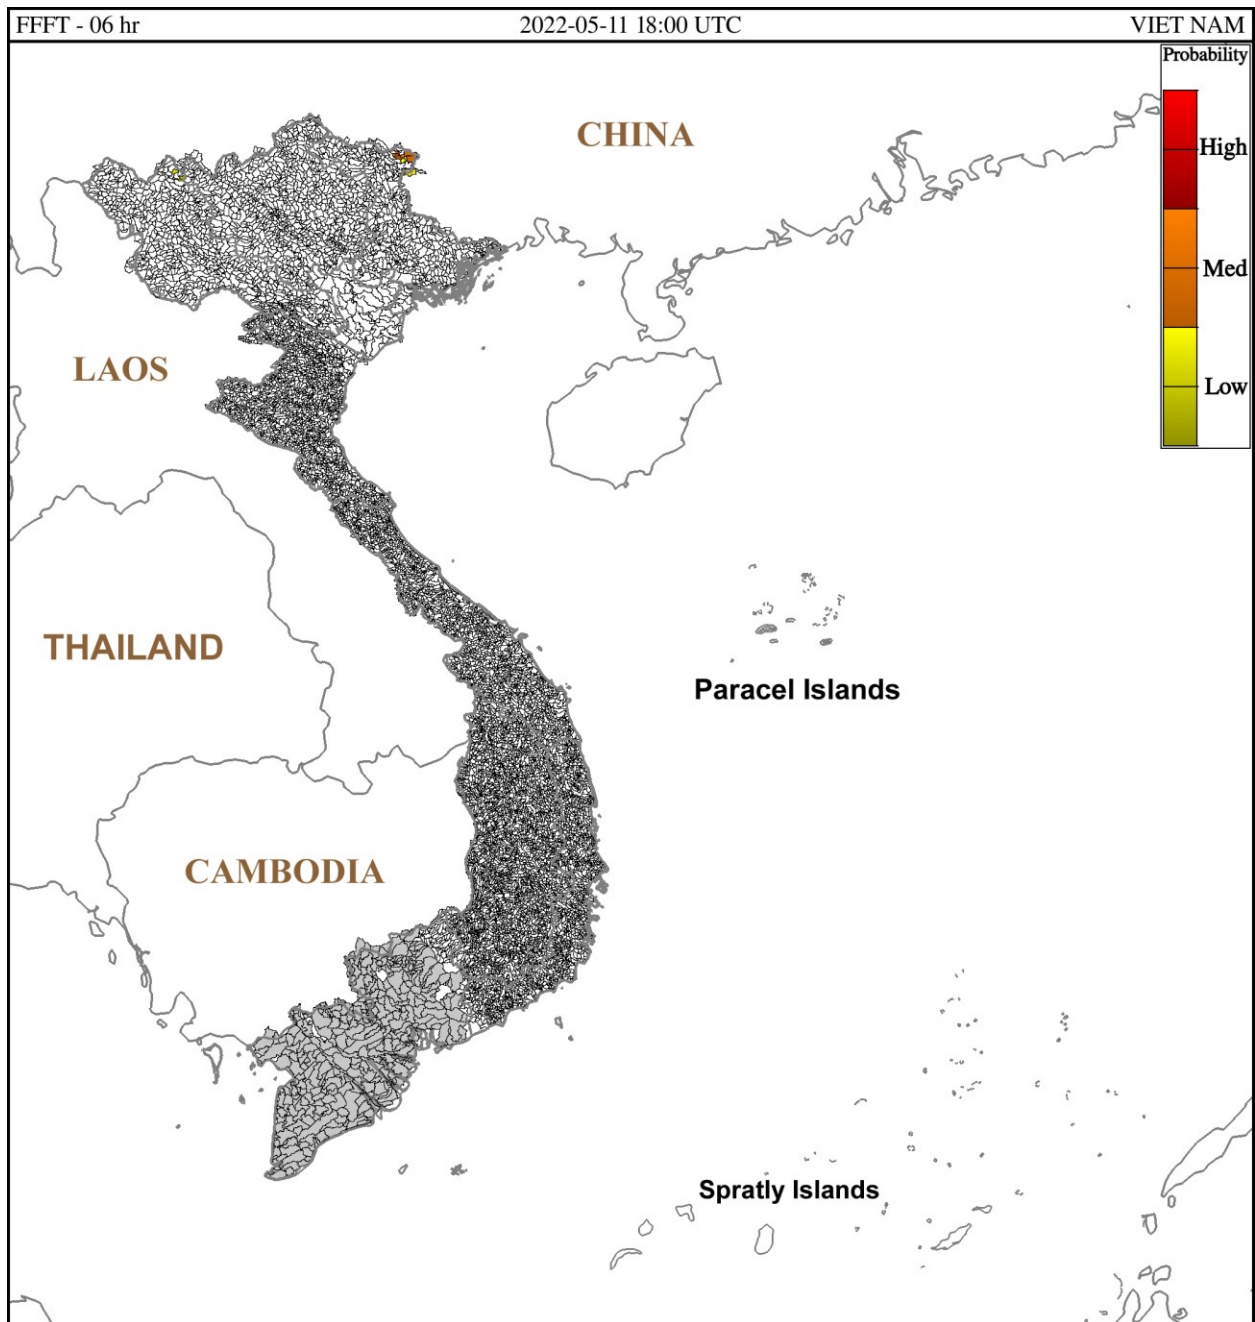 FFFT - 06 hr 2022-05-11 18:00 UTC VIET NAM
Probability
High
Med
Low
CHINA
LAOS
THAILAND
Paracel Islands
CAMBODIA
Spratly Islands